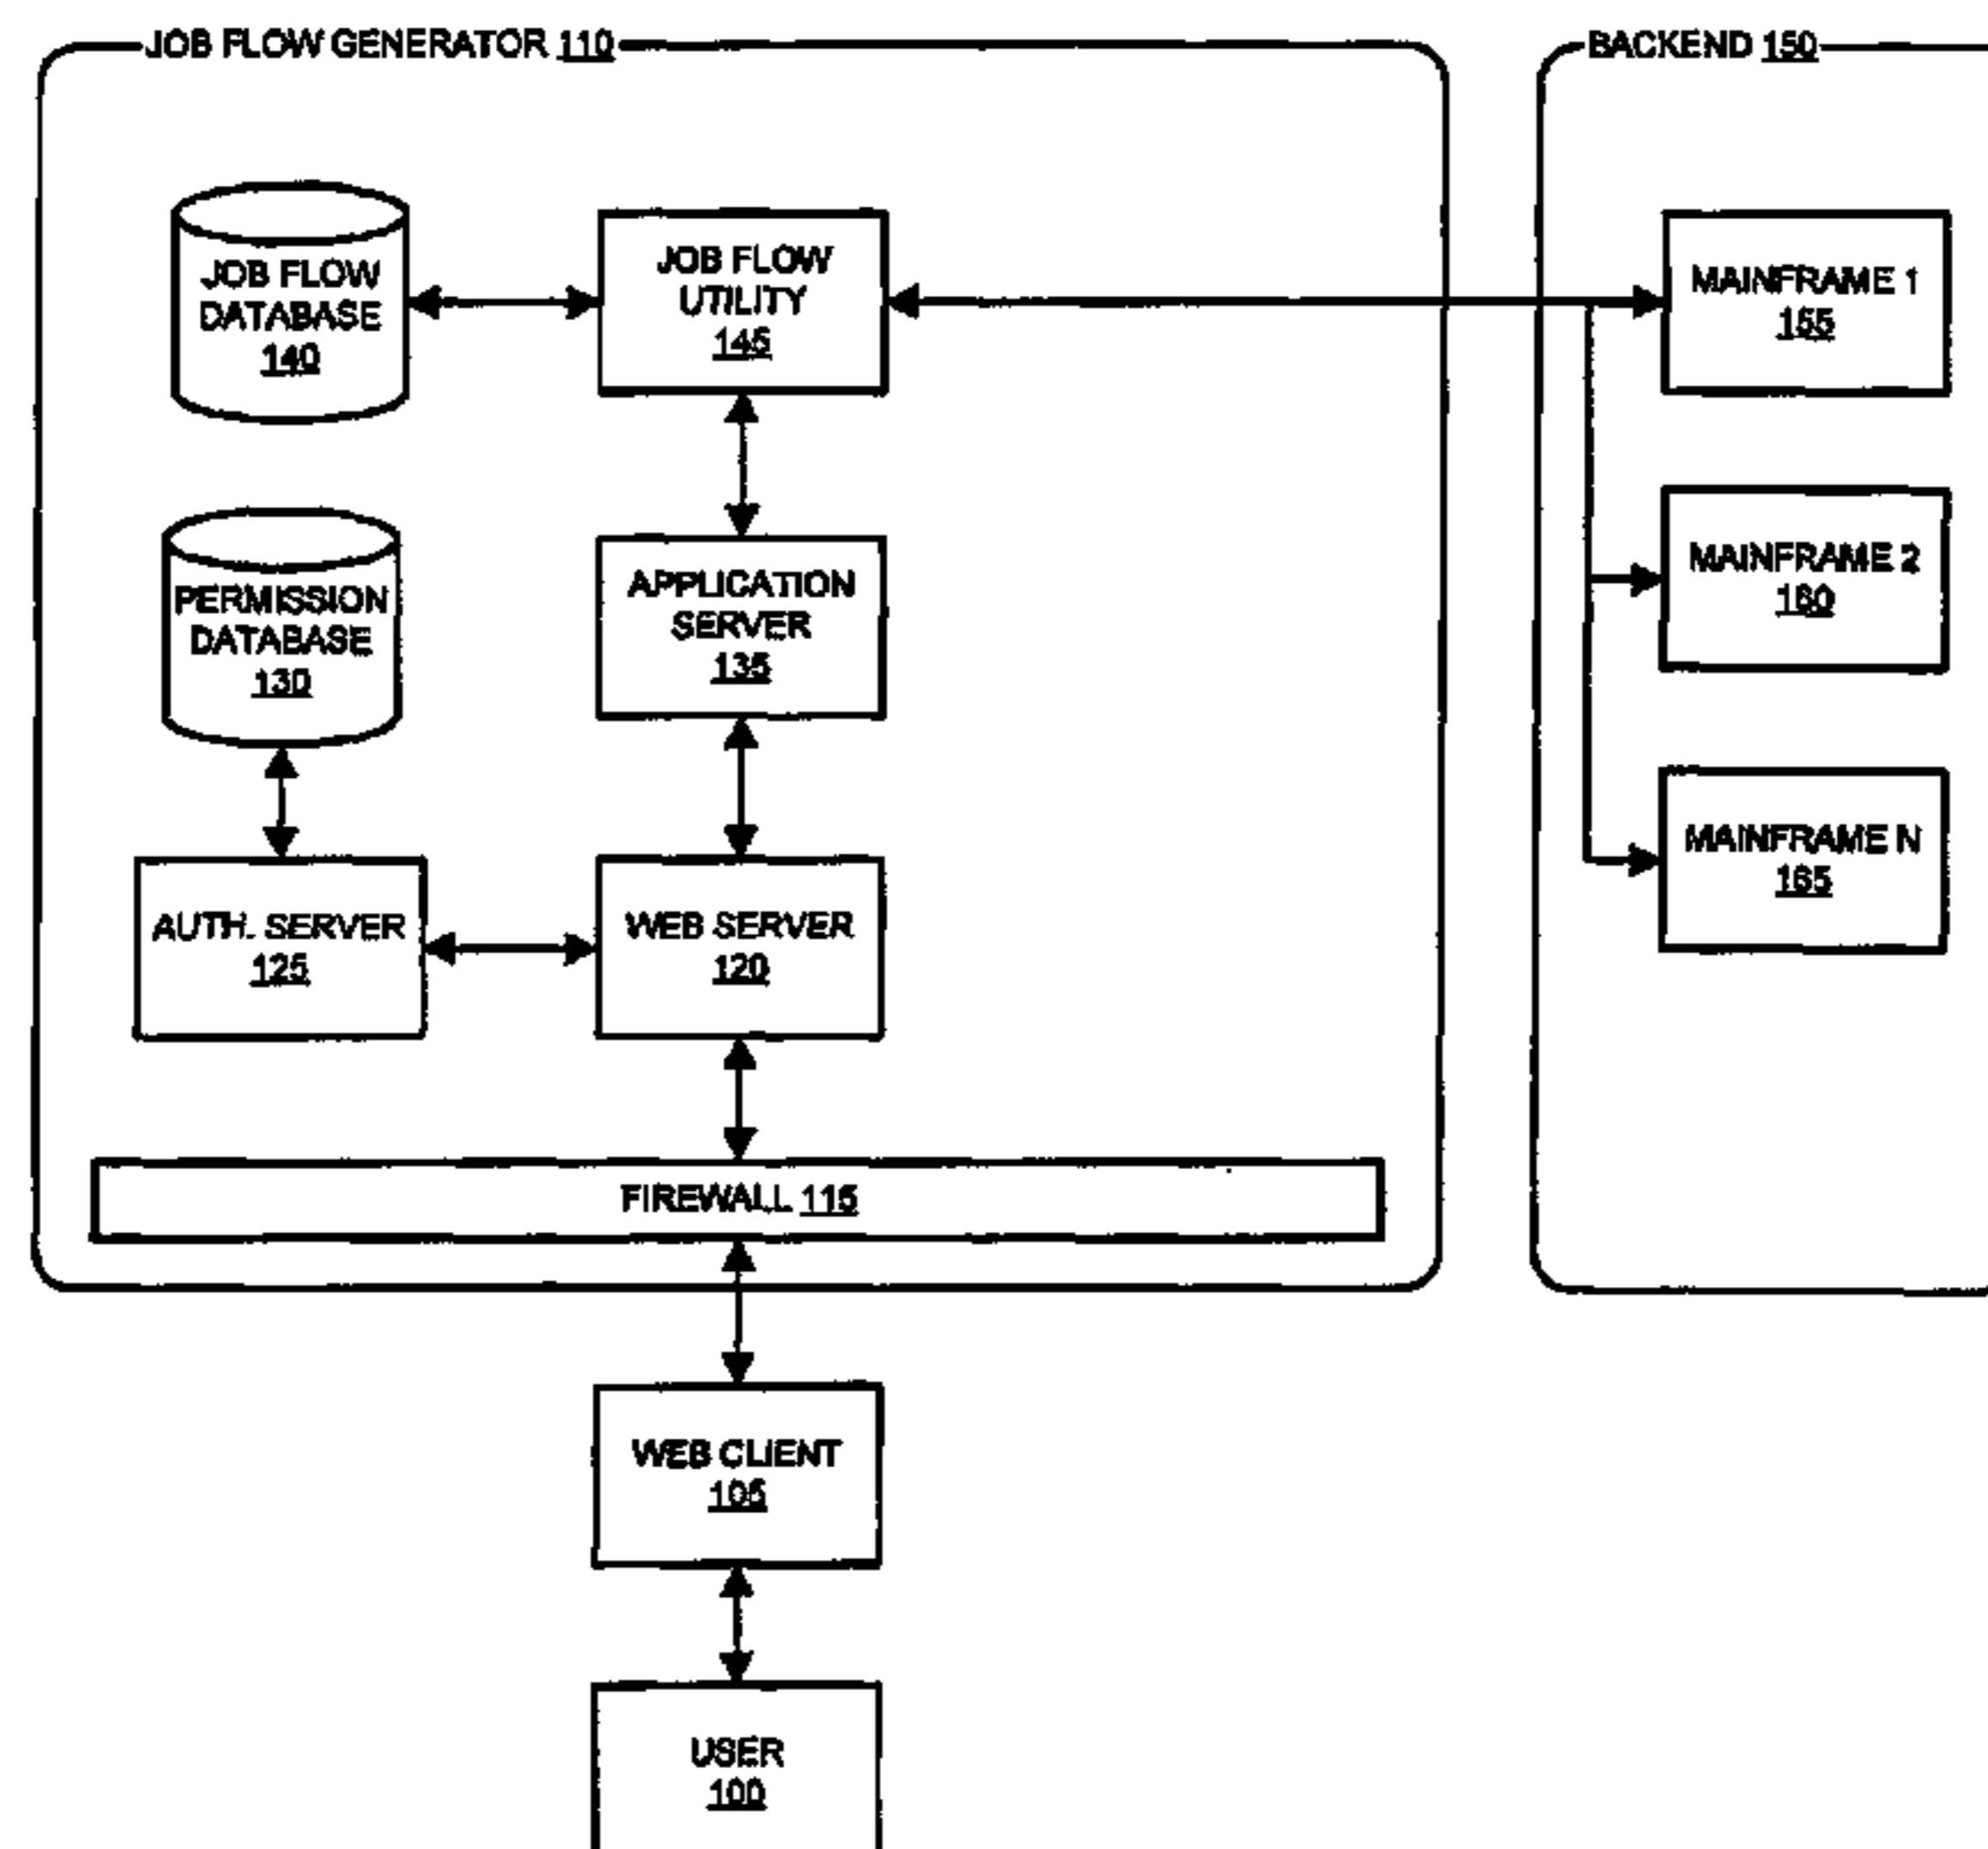 JOB FLOW GENERATOR 110
BACKEND 150
JOB FLOW
DATABASE
140
JOB FLOW
UTILITY
145
MAINFRAME 1
155
PERMISSION
DATABASE
130
APPLICATION
SERVER
135
MAINFRAME 2
160
AUTH. SERVER
125
WEB SERVER
120
MAINFRAME N
165
FIREWALL 115
WEB CLIENT
105
USER
100